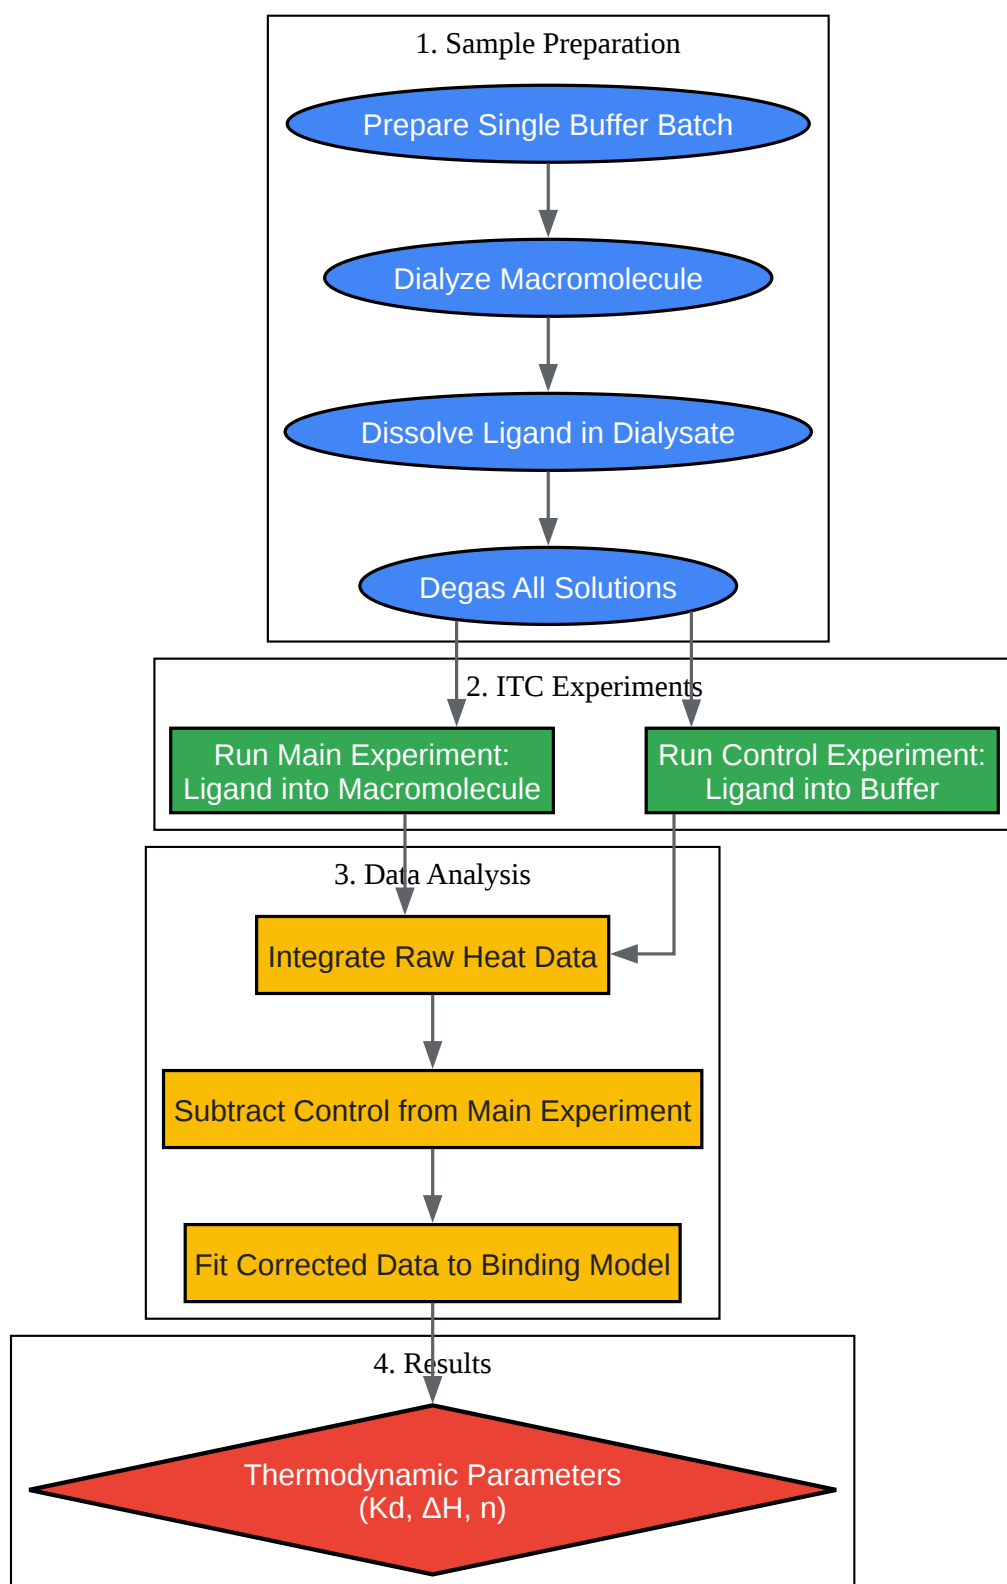 1. Sample Preparation
Prepare Single Buffer Batch
Dialyze Macromolecule
Dissolve Ligand in Dialysate
Degas All Solutions
2. ITC Experiments
Run Main Experiment:
Ligand into Macromolecule
Run Control Experiment:
Ligand into Buffer
3. Data Analysis
Integrate Raw Heat Data
Subtract Control from Main Experiment
Fit Corrected Data to Binding Model
4. Results
Thermodynamic Parameters
(Kd, ΔH, n)